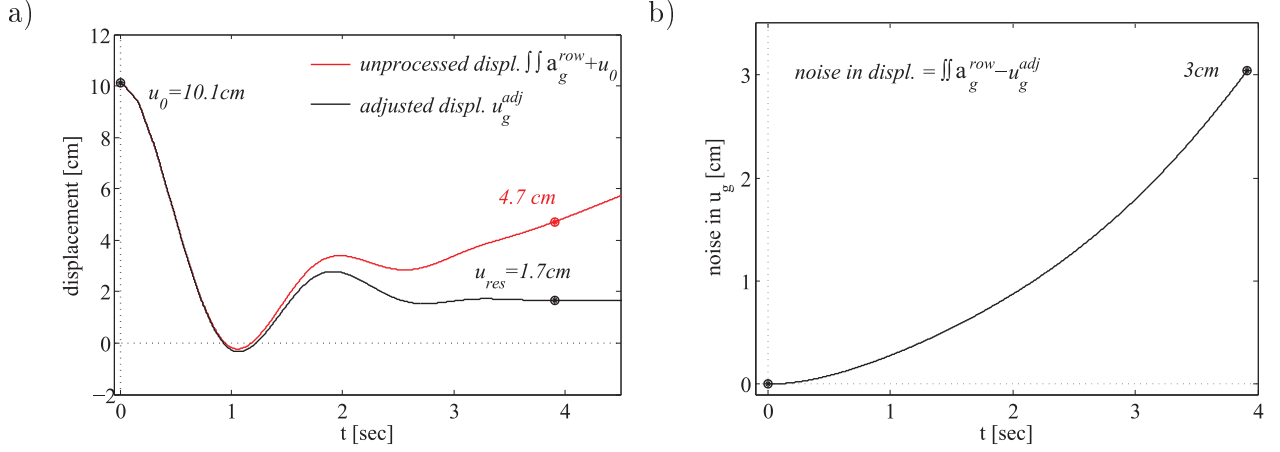 a)
12
10
8
6
4
2
0
−2
displacement [cm]
unprocessed displ. ∫∫ a_g^row+u_0
adjusted displ. u_g^adj
u_0=10.1cm
4.7 cm
u_res=1.7cm
0 1 2 3 4
t [sec]
b)
3
2
1
0
noise in u_g [cm]
noise in displ. = ∫∫ a_g^row−u_g^adj
3cm
0 1 2 3 4
t [sec]